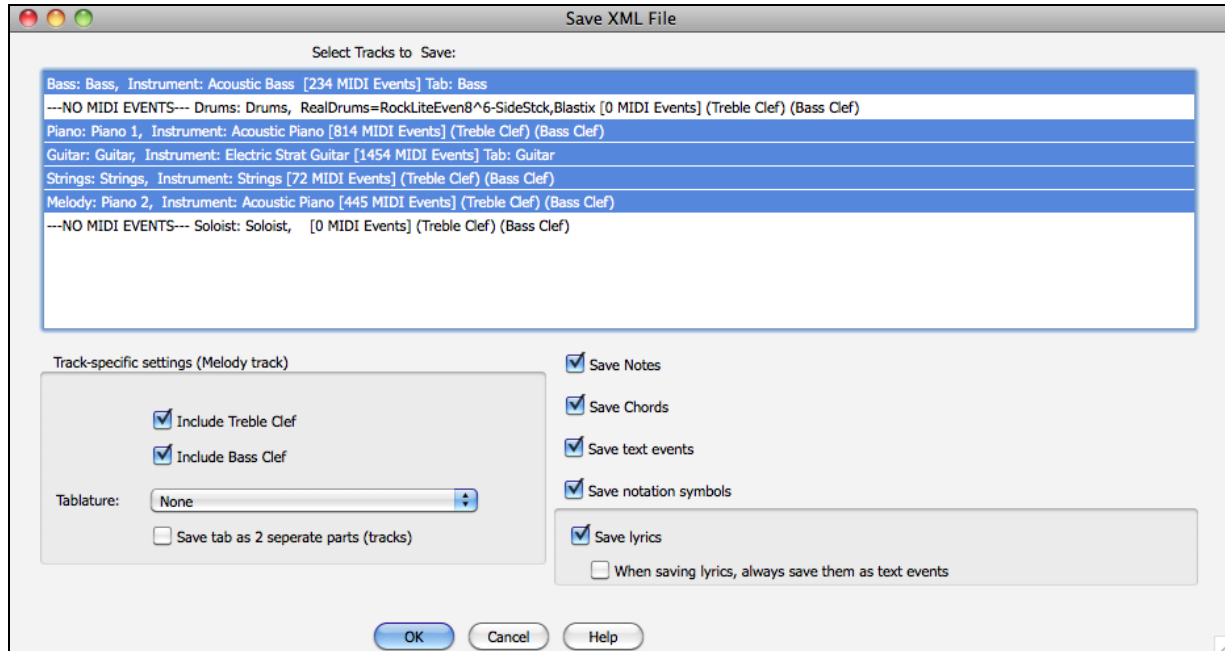 Save XML File
Select Tracks to Save:
Bass: Bass, Instrument: Acoustic Bass [234 MIDI Events] Tab: Bass
---NO MIDI EVENTS--- Drums: Drums, RealDrums=RockLiteEven8^6-SideStck,Blastix [0 MIDI Events] (Treble Clef) (Bass Clef)
Piano: Piano 1, Instrument: Acoustic Piano [814 MIDI Events] (Treble Clef) (Bass Clef)
Guitar: Guitar, Instrument: Electric Strat Guitar [1454 MIDI Events] Tab: Guitar
Strings: Strings, Instrument: Strings [72 MIDI Events] (Treble Clef) (Bass Clef)
Melody: Piano 2, Instrument: Acoustic Piano [445 MIDI Events] (Treble Clef) (Bass Clef)
---NO MIDI EVENTS--- Soloist: Soloist, [0 MIDI Events] (Treble Clef) (Bass Clef)
Track-specific settings (Melody track)
Include Treble Clef
Include Bass Clef
Tablature: None
Save tab as 2 seperate parts (tracks)
Save Notes
Save Chords
Save text events
Save notation symbols
Save lyrics
When saving lyrics, always save them as text events
OK Cancel Help